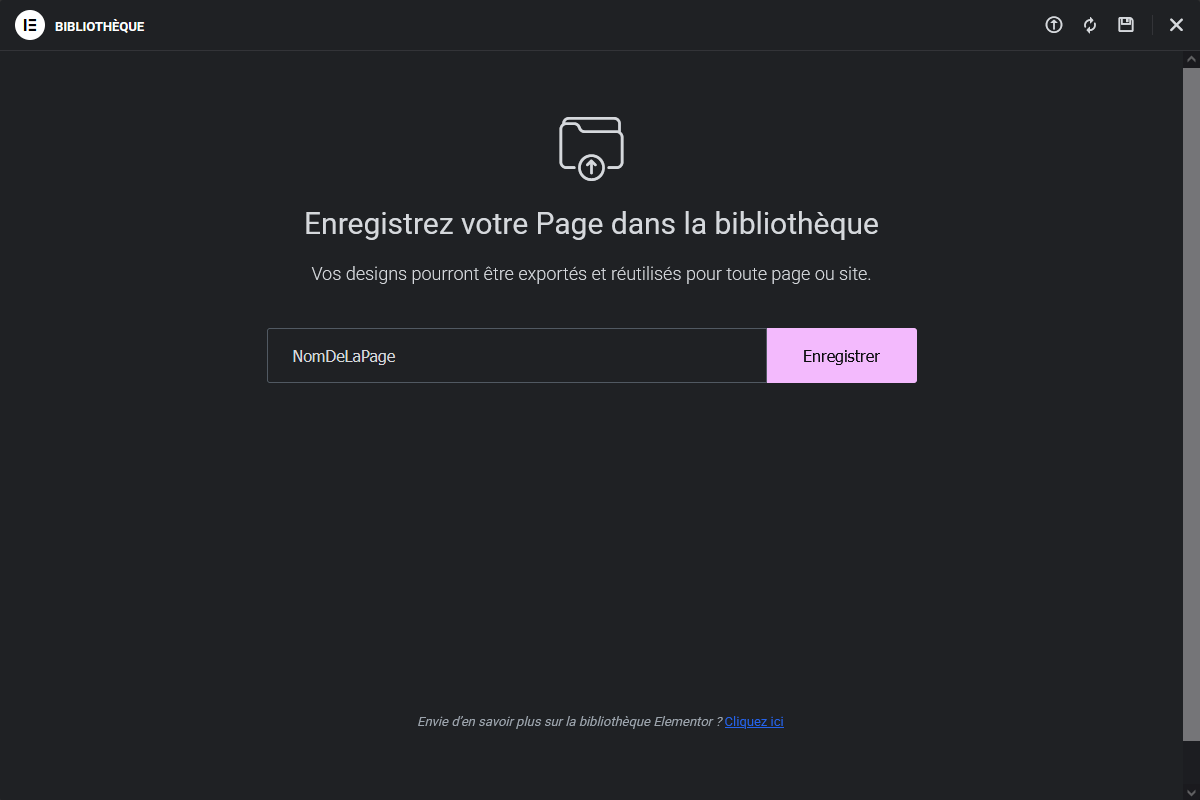 BIBLIOTHÈQUE
Enregistrez votre Page dans la bibliothèque
Vos designs pourront être exportés et réutilisés pour toute page ou site.
NomDeLaPage
Enregistrer
Envie d’en savoir plus sur la bibliothèque Elementor ? Cliquez ici